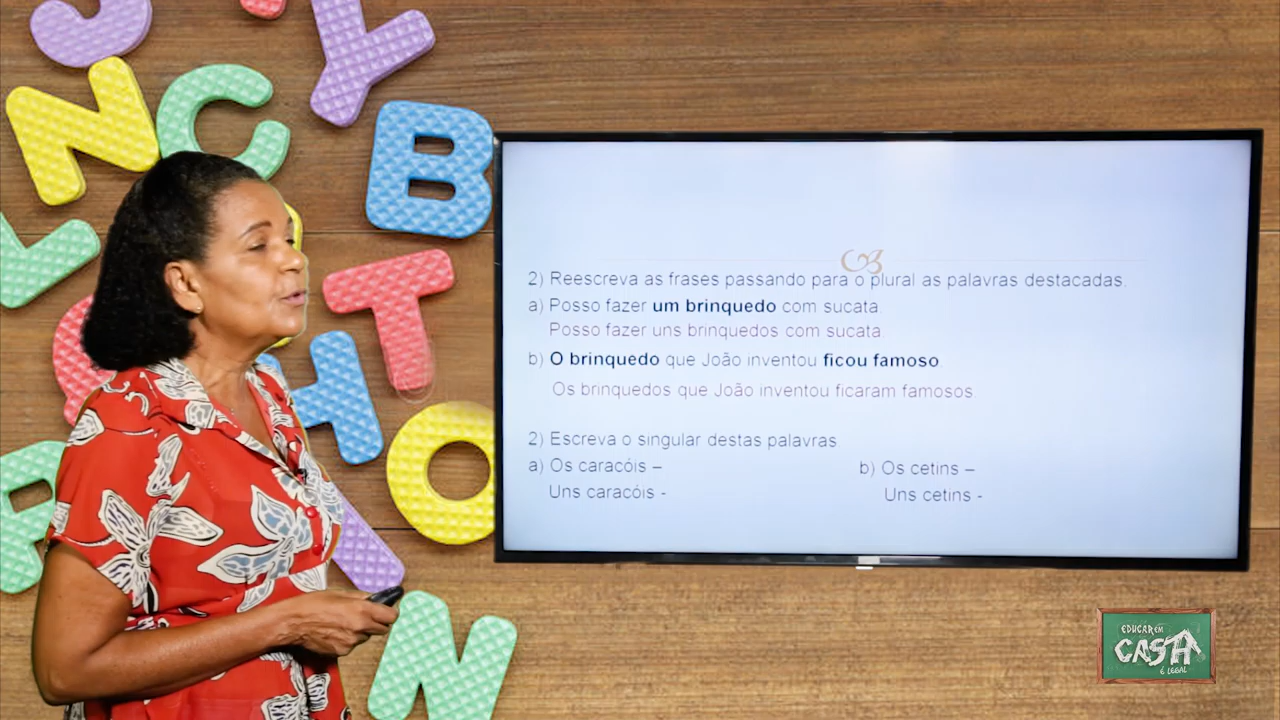 2) Reescreva as frases passando para o plural as palavras destacadas.
a) Posso fazer um brinquedo com sucata.
Posso fazer uns brinquedos com sucata.
b) O brinquedo que João inventou ficou famoso
Os brinquedos que João inventou ficaram famosos.
2) Escreva o singular destas palavras
a) Os caracóis –
b) Os cetins –
Uns caracóis -
Uns cetins -
EDUCAR EM
CASA
É LEGAL
J
Y
N
C
B
L
T
H
O
A
N